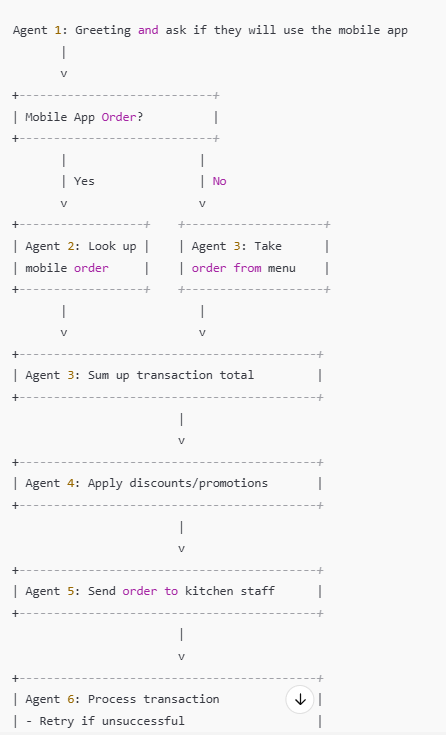 Agent 1: Greeting and ask if they will use the mobile app
|
v
+---------------------------+
| Mobile App Order? |
+---------------------------+
| |
| Yes | No
v v
+-----------------+ +-------------------+
| Agent 2: Look up | | Agent 3: Take |
| mobile order | | order from menu |
+-----------------+ +-------------------+
| |
v v
+-----------------------------------------+
| Agent 3: Sum up transaction total |
+-----------------------------------------+
|
v
+-----------------------------------------+
| Agent 4: Apply discounts/promotions |
+-----------------------------------------+
|
v
+-----------------------------------------+
| Agent 5: Send order to kitchen staff |
+-----------------------------------------+
|
v
+-----------------------------------------+
| Agent 6: Process transaction |
| - Retry if unsuccessful |